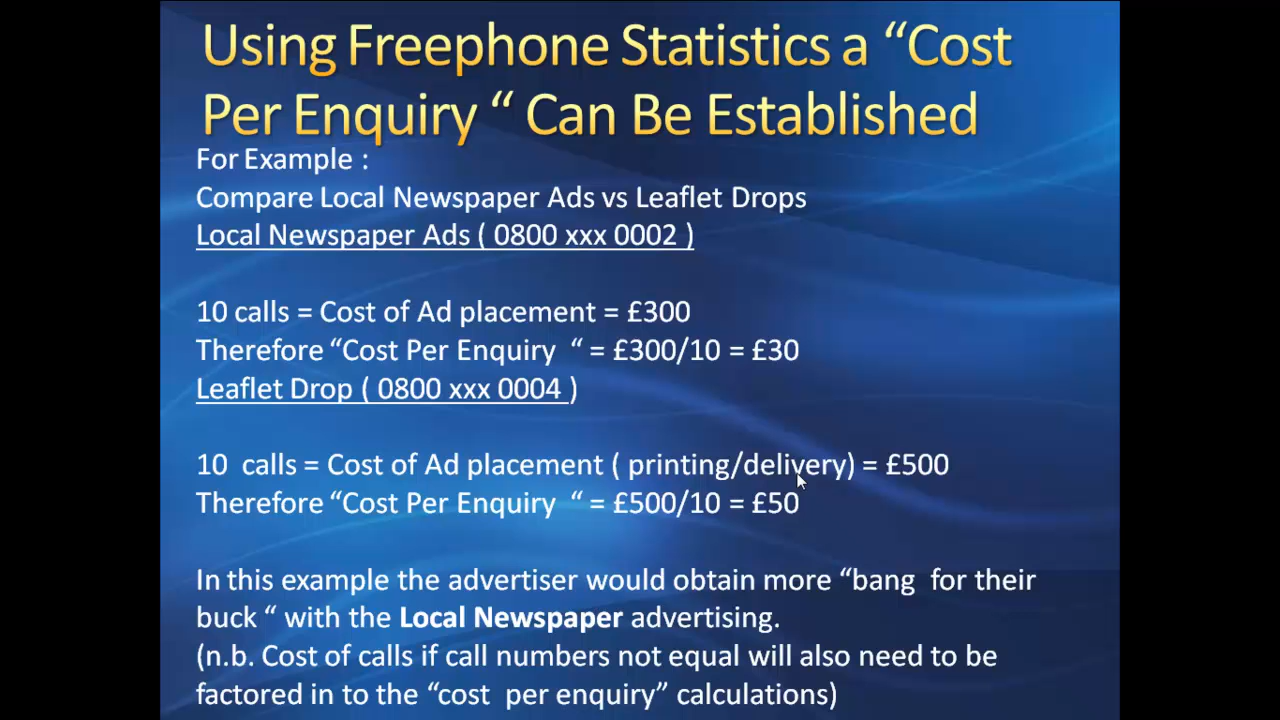 Using Freephone Statistics a “Cost
Per Enquiry “ Can Be Established
For Example :
Compare Local Newspaper Ads vs Leaflet Drops
Local Newspaper Ads ( 0800 xxx 0002 )
10 calls = Cost of Ad placement = £300
Therefore “Cost Per Enquiry “ = £300/10 = £30
Leaflet Drop ( 0800 xxx 0004 )
10 calls = Cost of Ad placement ( printing/delivery) = £500
Therefore “Cost Per Enquiry “ = £500/10 = £50
In this example the advertiser would obtain more “bang for their
buck “ with the Local Newspaper advertising.
(n.b. Cost of calls if call numbers not equal will also need to be
factored in to the “cost per enquiry” calculations)